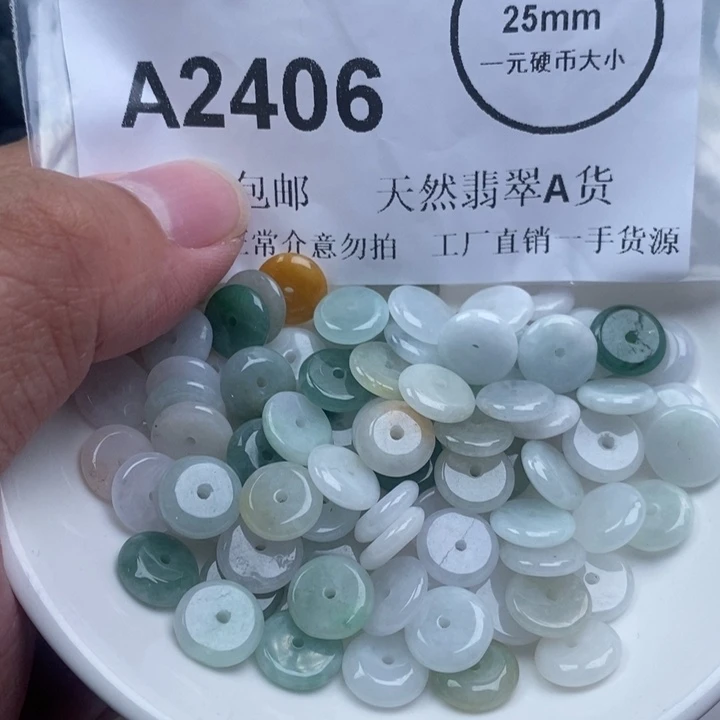 25mm
一元硬币大小
A2406
包邮 天然翡翠A货
正常介意勿拍 工厂直销一手货源